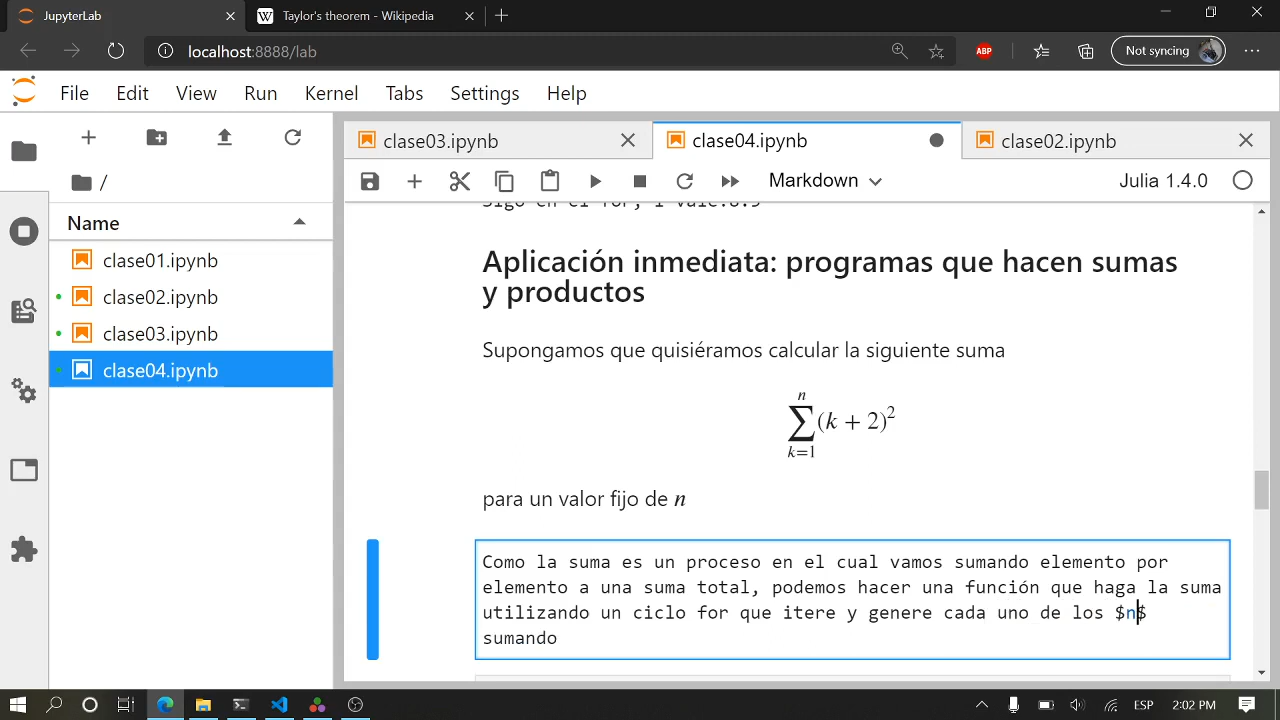 JupyterLab
Taylor's theorem - Wikipedia
localhost:8888/lab
ABP
Not syncing
File Edit View Run Kernel Tabs Settings Help
clase03.ipynb
clase04.ipynb
clase02.ipynb
/
Markdown
Julia 1.4.0
Name
clase01.ipynb
clase02.ipynb
clase03.ipynb
clase04.ipynb
Aplicación inmediata: programas que hacen sumas
y productos
Supongamos que quisiéramos calcular la siguiente suma
n
∑(k + 2)²
k=1
para un valor fijo de n
Como la suma es un proceso en el cual vamos sumando elemento por
elemento a una suma total, podemos hacer una función que haga la suma
utilizando un ciclo for que itere y genere cada uno de los $n$
sumando
ESP
2:02 PM